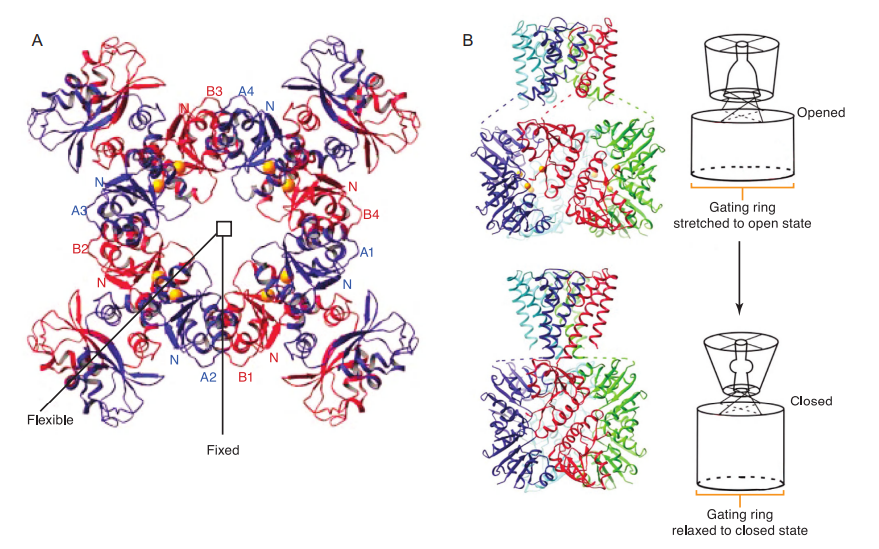 A
B3 A4
N
N
N
N
A3
B4
B2
A1
N
N
N
N
A2
B1
Flexible
Fixed
B
Opened
Gating ring
stretched to open state
Closed
Gating ring
relaxed to closed state